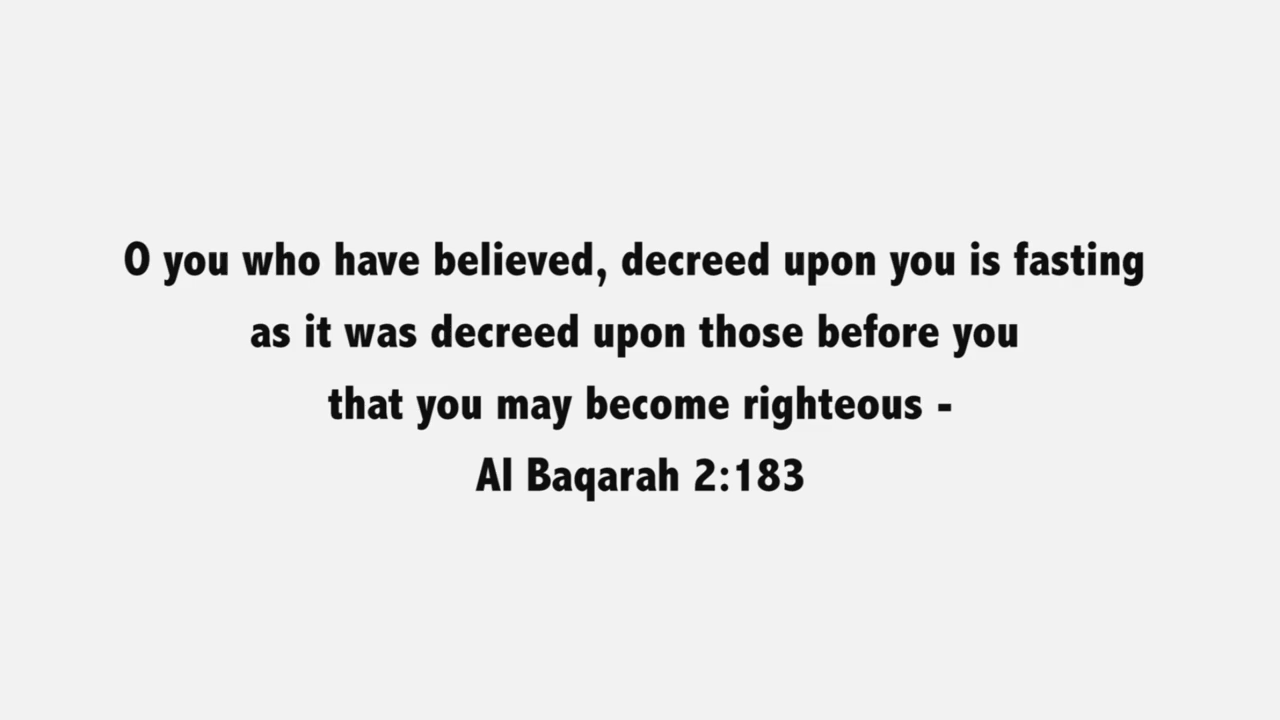 O you who have believed, decreed upon you is fasting
as it was decreed upon those before you
that you may become righteous -
Al Baqarah 2:183